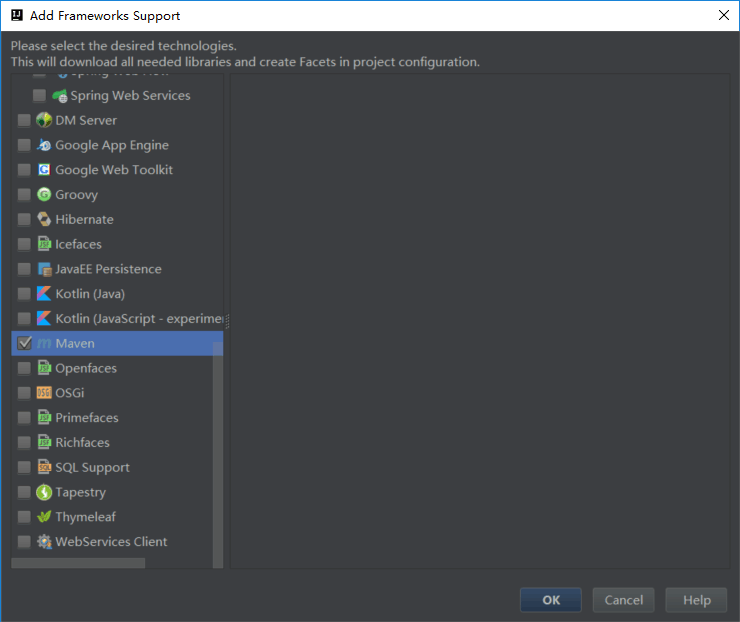 Add Frameworks Support
Please select the desired technologies.
This will download all needed libraries and create Facets in project configuration.
Spring Web Services
DM Server
Google App Engine
Google Web Toolkit
Groovy
Hibernate
Icefaces
JavaEE Persistence
Kotlin (Java)
Kotlin (JavaScript - experime
Maven
Openfaces
OSGi
Primefaces
Richfaces
SQL Support
Tapestry
Thymeleaf
WebServices Client
OK
Cancel
Help